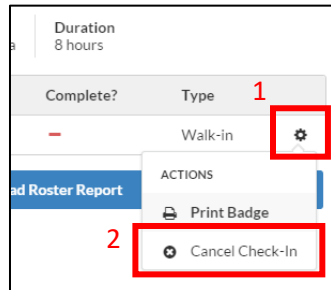 Duration
8 hours
Complete? Type 1
Walk-in
ACTIONS
ad Roster Report
Print Badge
2
Cancel Check-In